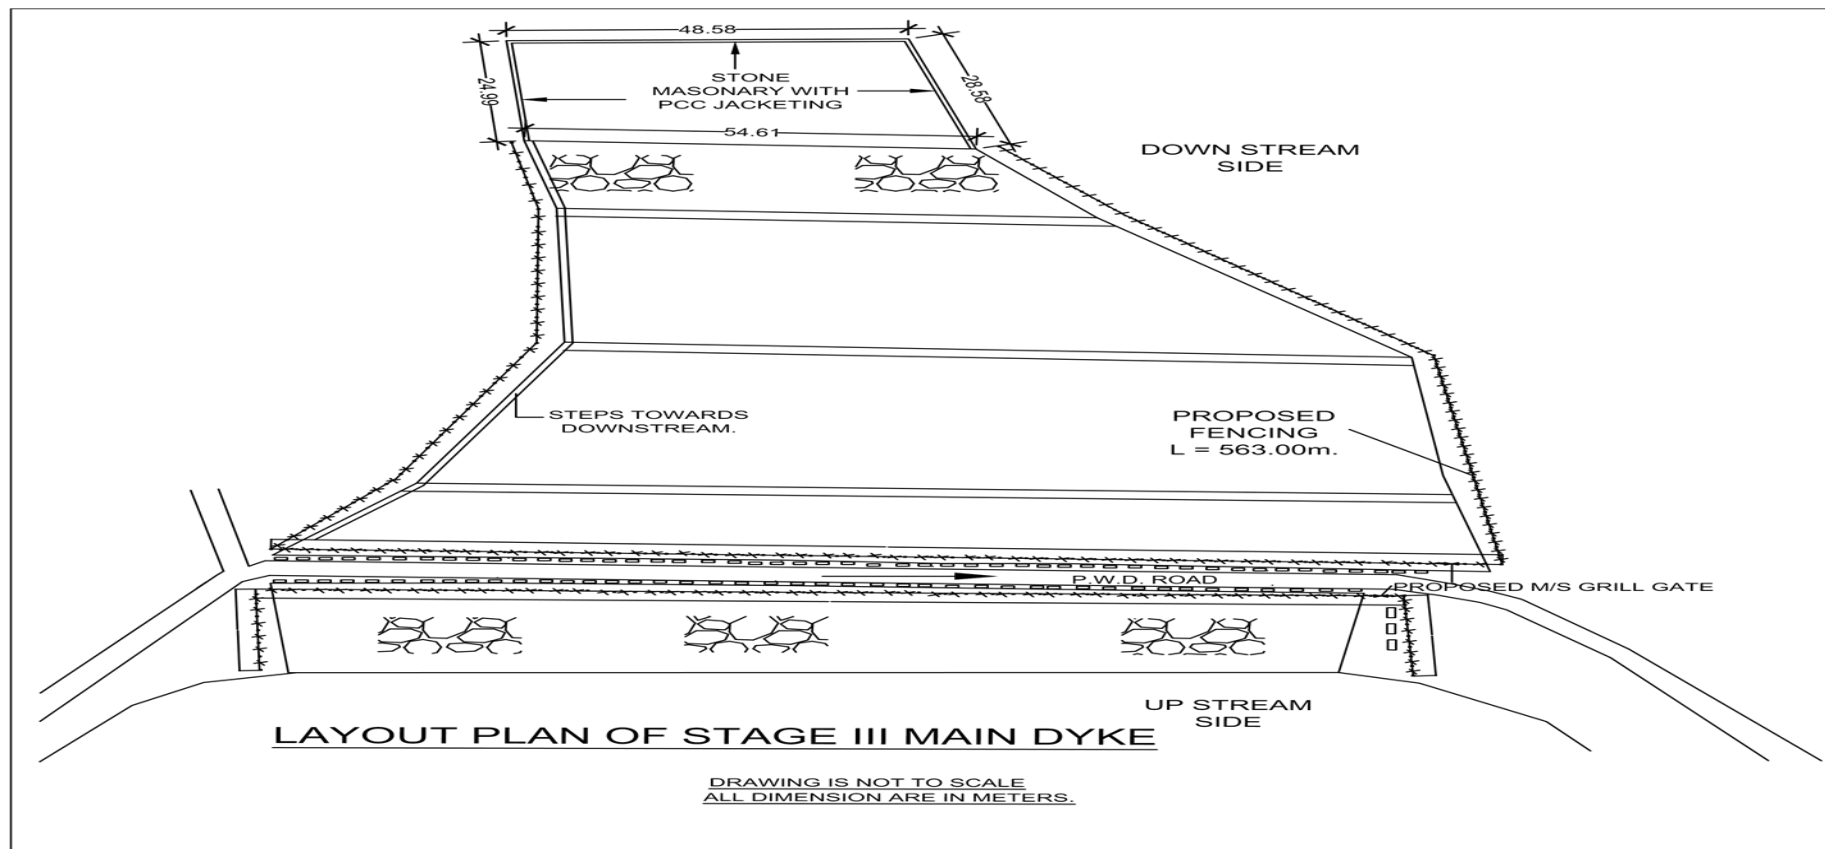 48.58
24.99
28.58
STONE
MASONARY WITH
PCC JACKETING
54.61
DOWN STREAM
SIDE
STEPS TOWARDS
DOWNSTREAM.
PROPOSED
FENCING
L = 563.00m.
P.W.D. ROAD
PROPOSED M/S GRILL GATE
UP STREAM
SIDE
LAYOUT PLAN OF STAGE III MAIN DYKE
DRAWING IS NOT TO SCALE
ALL DIMENSION ARE IN METERS.